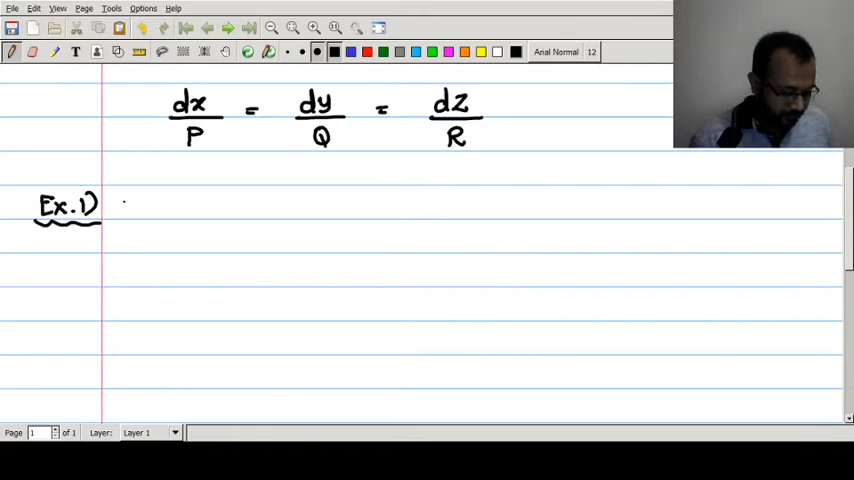 File Edit View Page Tools Options Help
Arial Normal 12
dx/P = dy/Q = dz/R
Ex.1)
Page 1 of 1 Layer: Layer 1